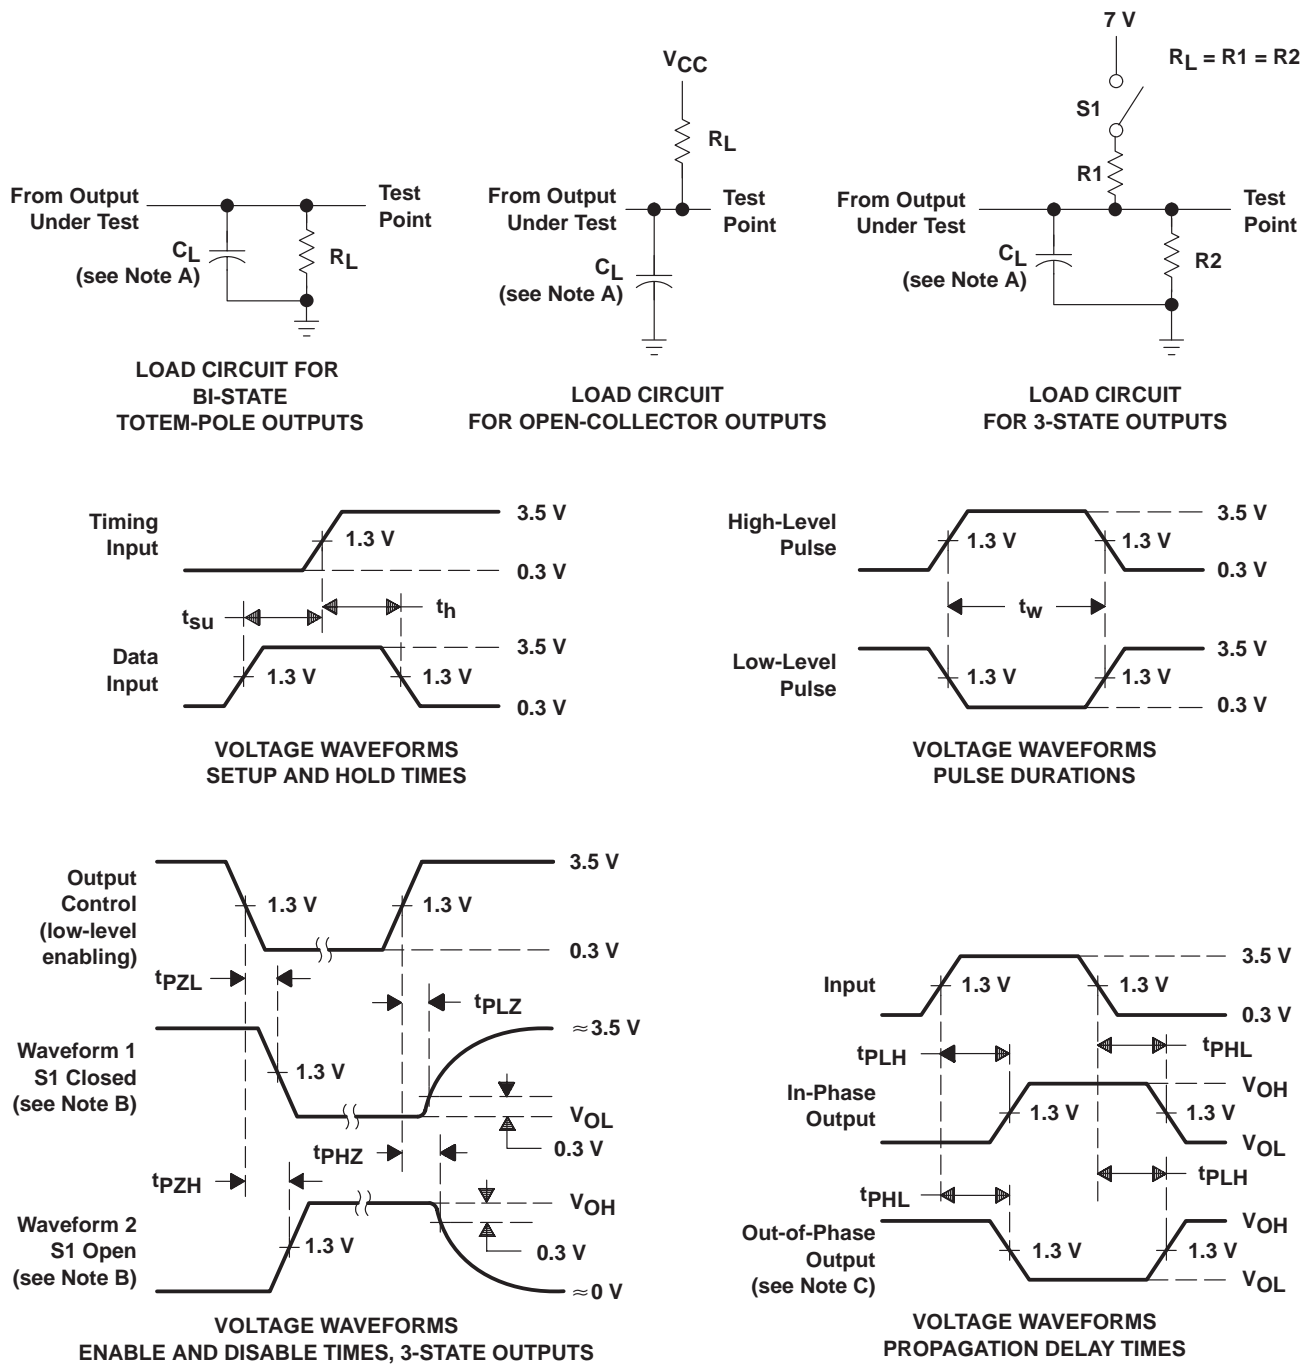 From Output
Under Test
Test
Point
CL
(see Note A)
RL
LOAD CIRCUIT FOR
BI-STATE
TOTEM-POLE OUTPUTS
VCC
RL
From Output
Under Test
Test
Point
CL
(see Note A)
LOAD CIRCUIT
FOR OPEN-COLLECTOR OUTPUTS
7 V
RL = R1 = R2
S1
R1
From Output
Under Test
Test
Point
CL
(see Note A)
R2
LOAD CIRCUIT
FOR 3-STATE OUTPUTS
Timing
Input
1.3 V
3.5 V
0.3 V
tsu
th
Data
Input
1.3 V
1.3 V
3.5 V
0.3 V
VOLTAGE WAVEFORMS
SETUP AND HOLD TIMES
High-Level
Pulse
1.3 V
1.3 V
3.5 V
0.3 V
tw
Low-Level
Pulse
1.3 V
1.3 V
3.5 V
0.3 V
VOLTAGE WAVEFORMS
PULSE DURATIONS
Output
Control
(low-level
enabling)
1.3 V
1.3 V
3.5 V
0.3 V
tPZL
tPLZ
Waveform 1
S1 Closed
(see Note B)
1.3 V
≈3.5 V
VOL
0.3 V
tPHZ
tPZH
Waveform 2
S1 Open
(see Note B)
1.3 V
VOH
0.3 V
≈0 V
VOLTAGE WAVEFORMS
ENABLE AND DISABLE TIMES, 3-STATE OUTPUTS
Input
1.3 V
1.3 V
3.5 V
0.3 V
tPLH
tPHL
In-Phase
Output
1.3 V
1.3 V
VOH
VOL
tPHL
tPLH
Out-of-Phase
Output
(see Note C)
1.3 V
1.3 V
VOH
VOL
VOLTAGE WAVEFORMS
PROPAGATION DELAY TIMES